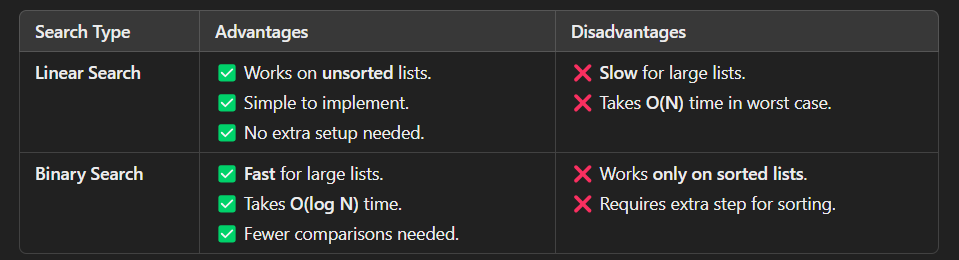 Search Type Advantages Disadvantages
Linear Search ✅ Works on unsorted lists. ❌ Slow for large lists.
✅ Simple to implement. ❌ Takes O(N) time in worst case.
✅ No extra setup needed.
Binary Search ✅ Fast for large lists. ❌ Works only on sorted lists.
✅ Takes O(log N) time. ❌ Requires extra step for sorting.
✅ Fewer comparisons needed.